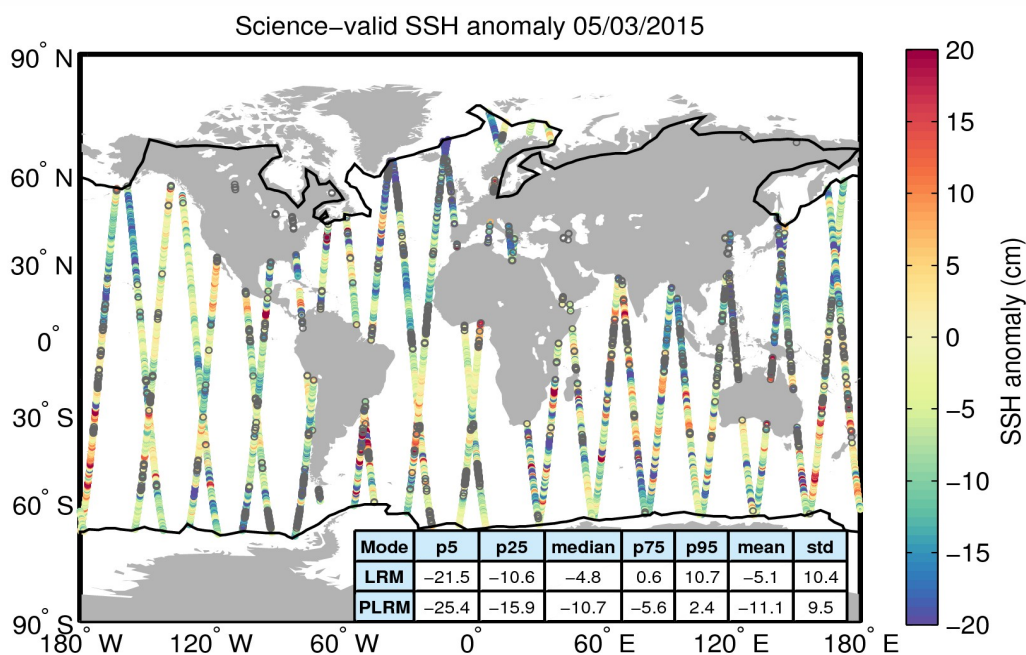 Science−valid SSH anomaly 05/03/2015
90° N
60° N
30° N
0°
30° S
60° S
90° S
180° W
120° W
60° W
0°
60° E
120° E
180° E
Mode p5 p25 median p75 p95 mean std
LRM −21.5 −10.6 −4.8 0.6 10.7 −5.1 10.4
PLRM −25.4 −15.9 −10.7 −5.6 2.4 −11.1 9.5
20
15
10
5
0
−5
−10
−15
−20
SSH anomaly (cm)